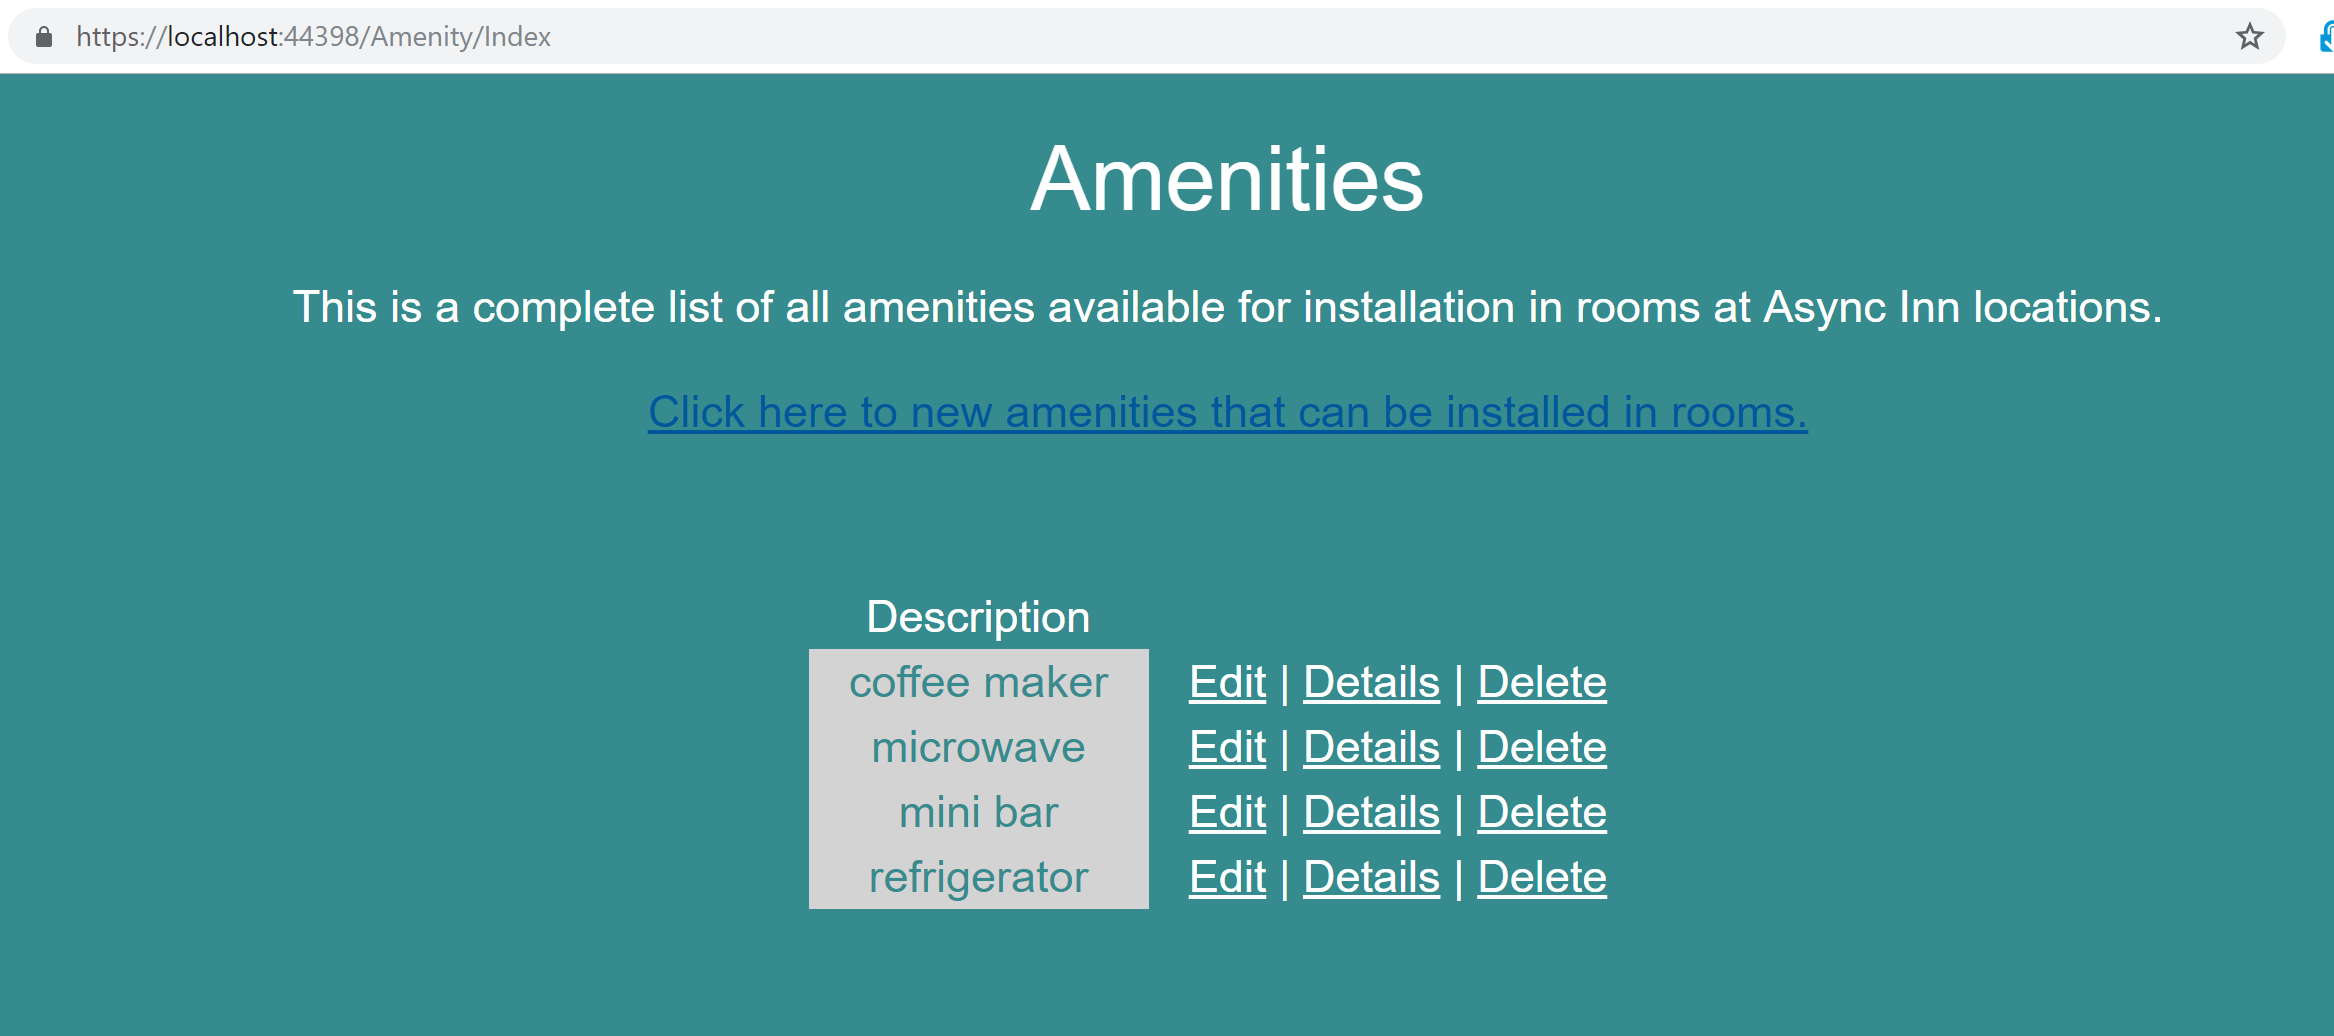 https://localhost:44398/Amenity/Index
Amenities
This is a complete list of all amenities available for installation in rooms at Async Inn locations.
Click here to new amenities that can be installed in rooms.
Description
coffee maker Edit | Details | Delete
microwave Edit | Details | Delete
mini bar Edit | Details | Delete
refrigerator Edit | Details | Delete